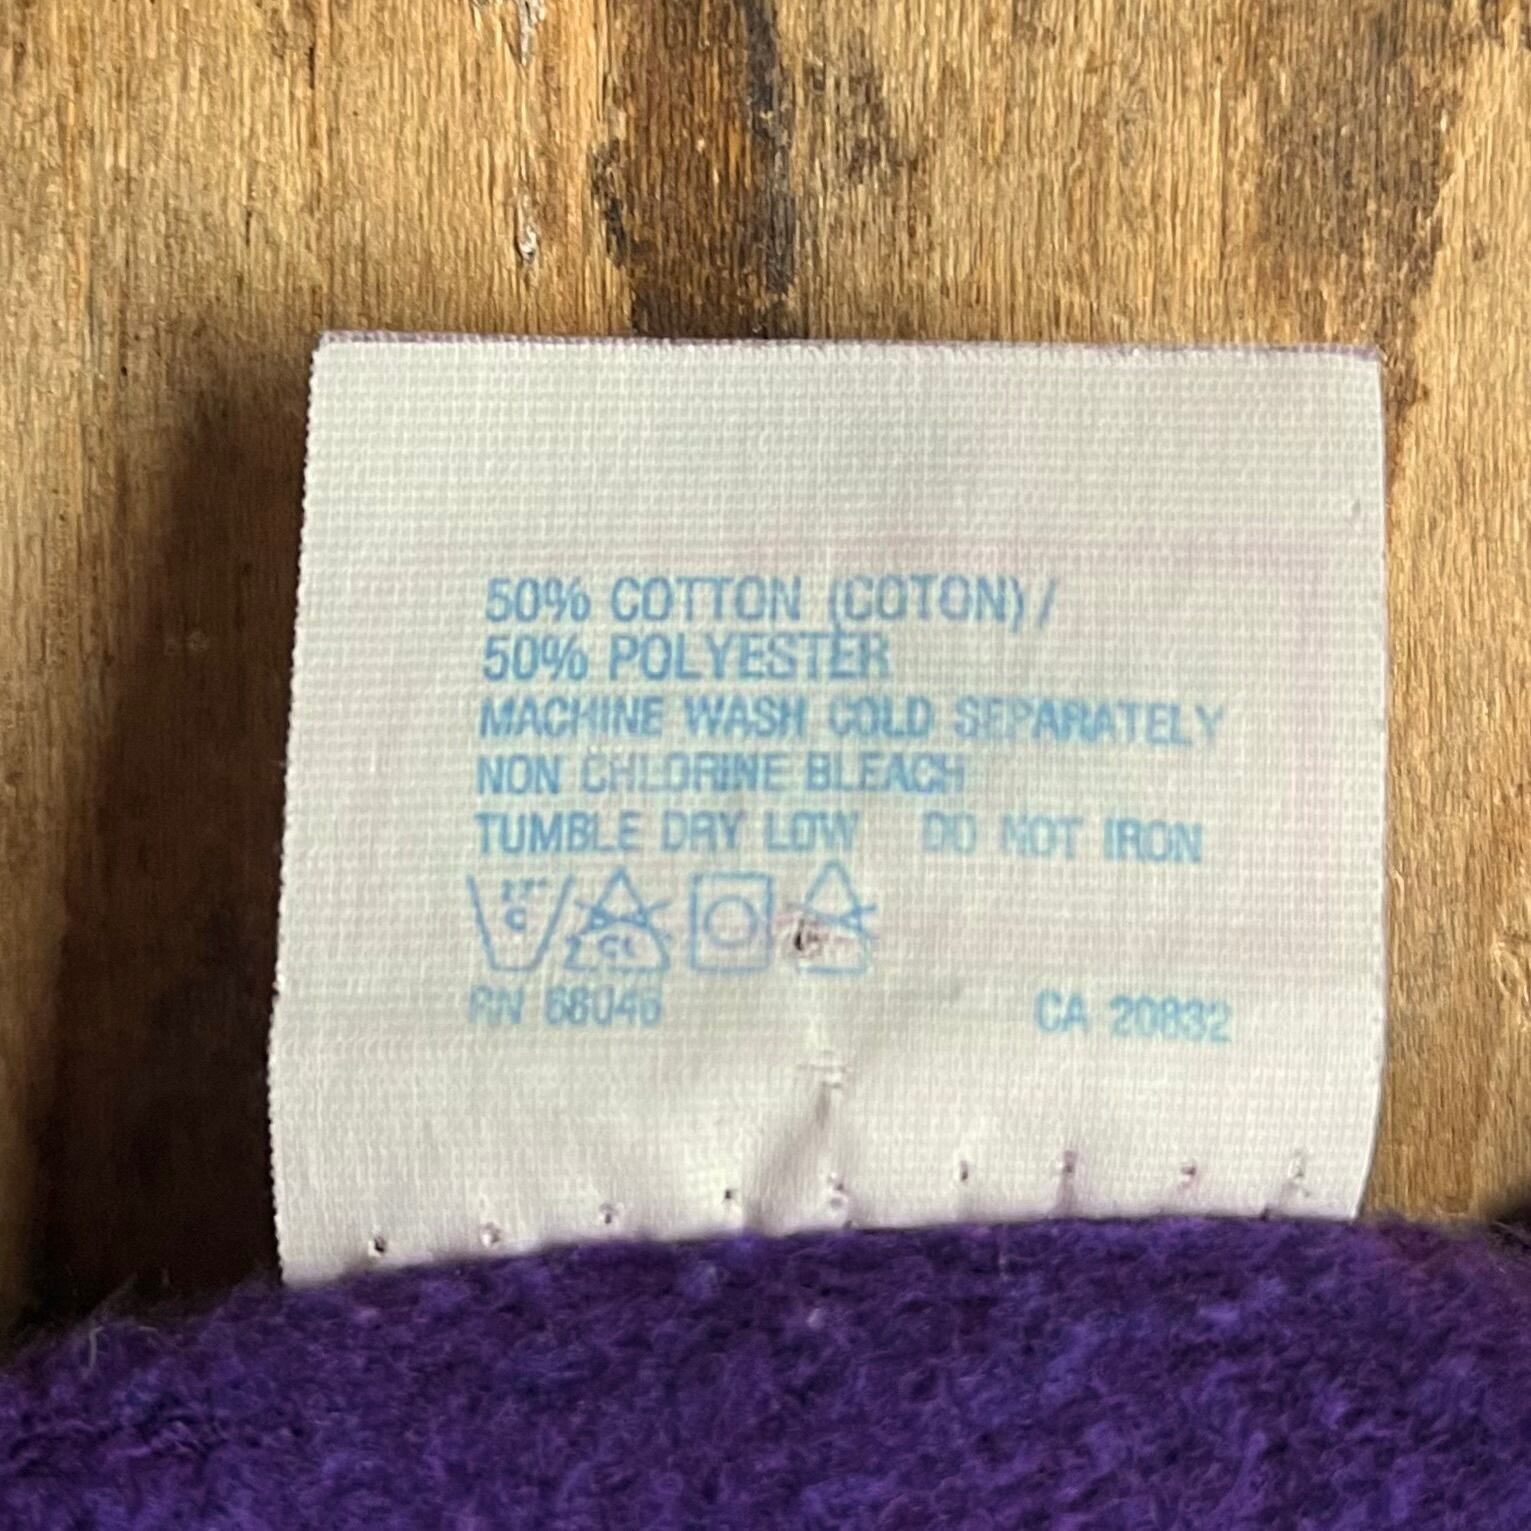 50% COTTON (COTON) /
50% POLYESTER
MACHINE WASH COLD SEPARATELY
NON CHLORINE BLEACH
TUMBLE DRY LOW DO NOT IRON
CL
RN 68046 CA 20832